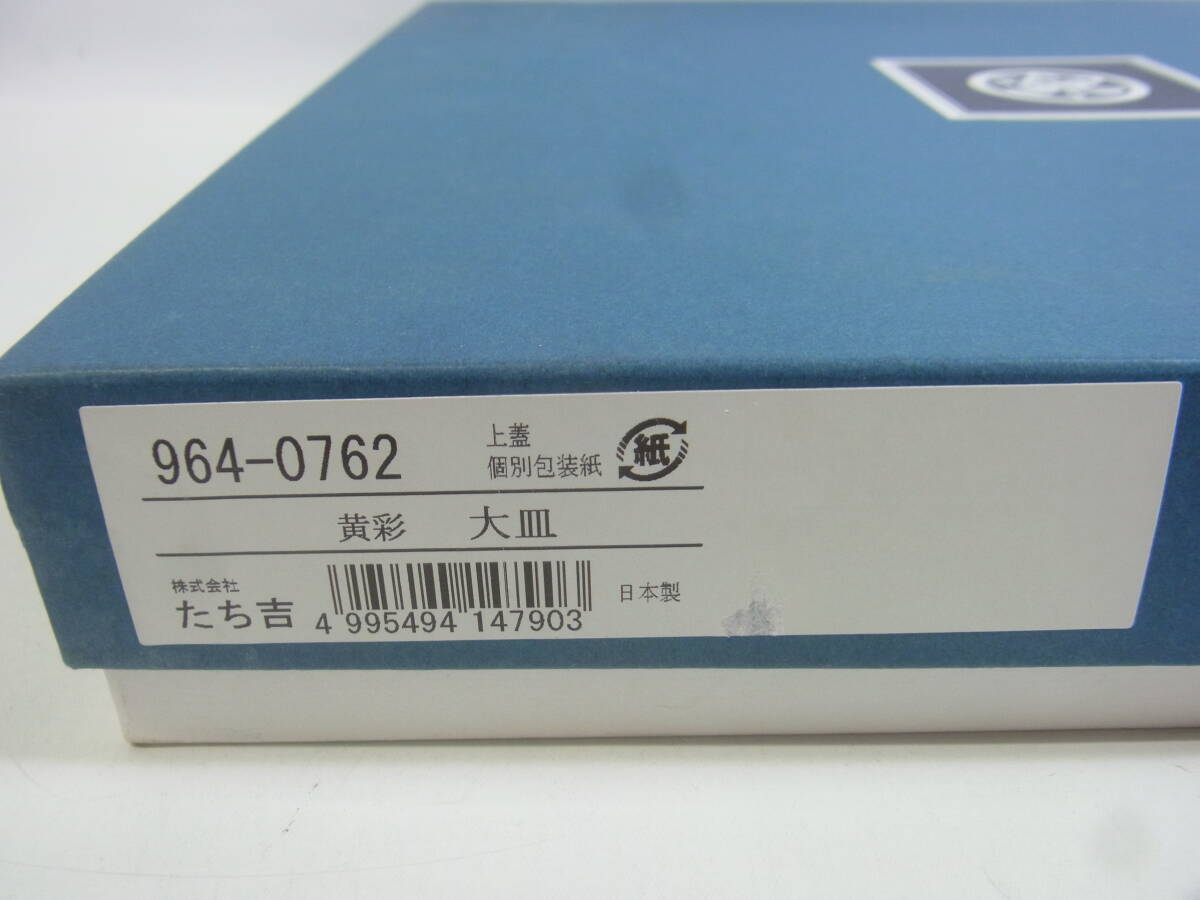 964-0762
上蓋
個別包装紙
紙
黄彩 大皿
株式会社
たち吉
4 995494 147903
日本製